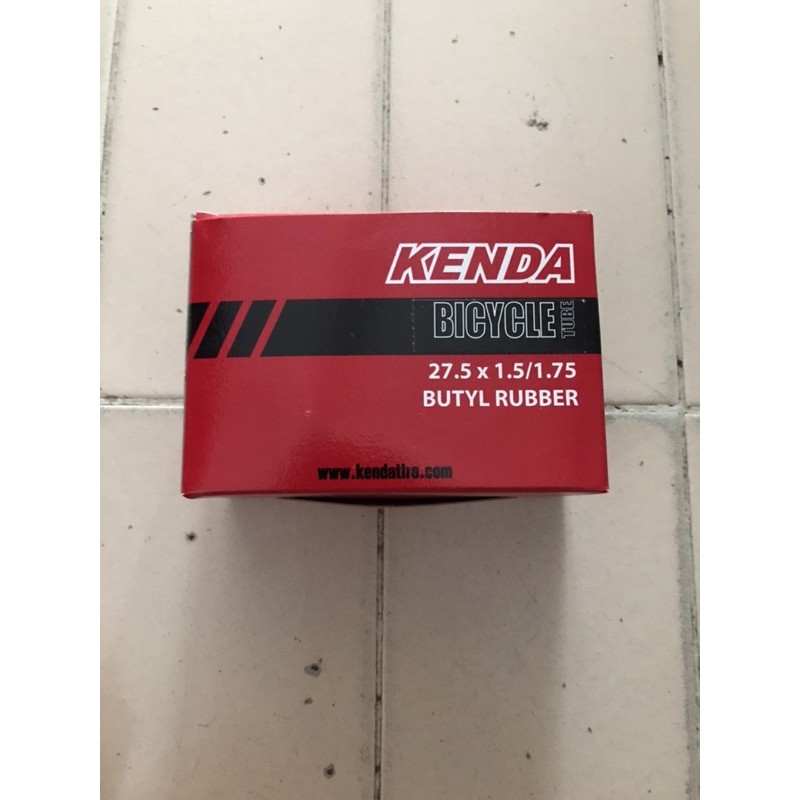 KENDA
BICYCLE TUBE
27.5 x 1.5/1.75
BUTYL RUBBER
www.kendatire.com